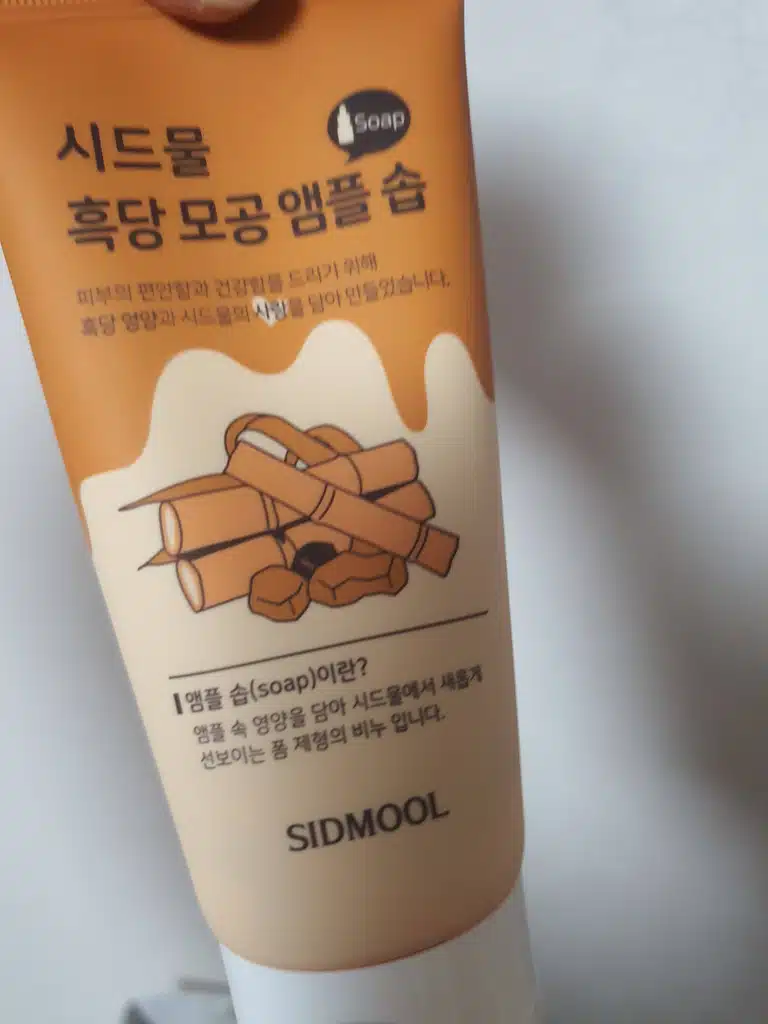 시드물
Soap
흑당 모공 앰플 솝
피부의 편안함과 건강함를 드리기 위해
흑당 영양과 시드물의 사랑을 담아 만들었습니다.
앰플 솝(soap)이란?
앰플 속 영양을 담아 시드물에서 새롭게
선보이는 폼 제형의 비누 입니다.
SIDMOOL